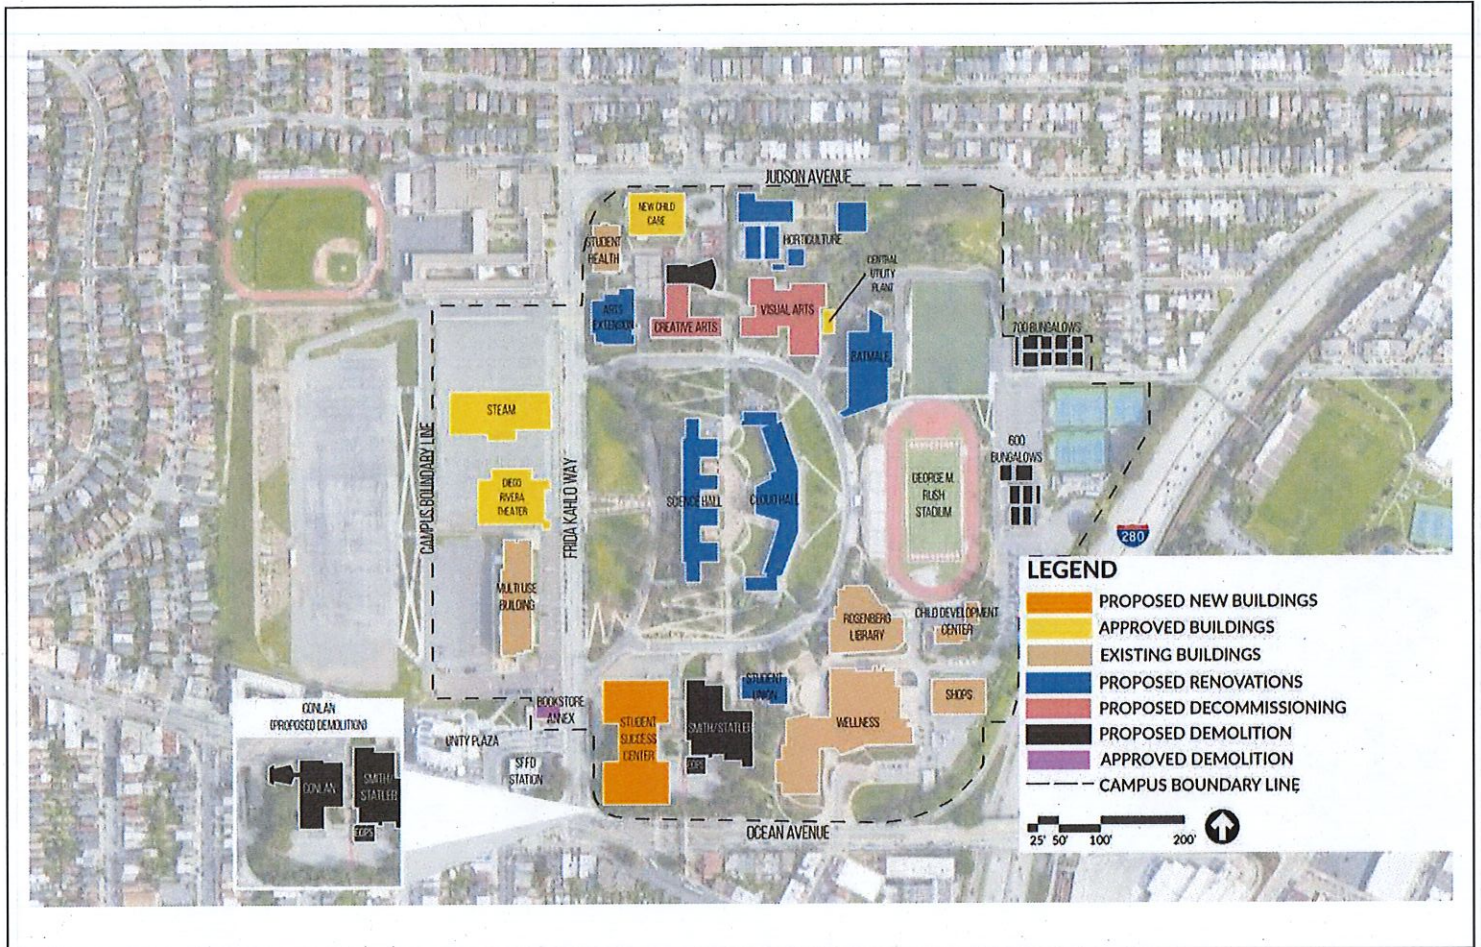 JUDSON AVENUE
NEW CHILD
CARE
STUDENT
HEALTH
HORTICULTURE
CENTRAL
UTILITY
PLANT
ARTS
EXTENSION
CREATIVE ARTS
VISUAL ARTS
BATMALE
700 BUNGALOWS
STEAM
CAMPUS BOUNDARY LINE
FRIDA KAHLO WAY
DIEGO
RIVERA
THEATER
SCIENCE HALL
CLOUD HALL
GEORGE M.
RUSH
STADIUM
600
BUNGALOWS
280
MULTI USE
BUILDING
ROSENBERG
LIBRARY
CHILD DEVELOPMENT
CENTER
STUDENT
UNION
SHOPS
BOOKSTORE
ANNEX
STUDENT
SUCCESS
CENTER
SMITH/STATLER
EOPS
WELLNESS
UNITY PLAZA
SFFD
STATION
CONLAN
(PROPOSED DEMOLITION)
CONLAN
SMITH/
STATLER
EOPS
OCEAN AVENUE
LEGEND
PROPOSED NEW BUILDINGS
APPROVED BUILDINGS
EXISTING BUILDINGS
PROPOSED RENOVATIONS
PROPOSED DECOMMISSIONING
PROPOSED DEMOLITION
APPROVED DEMOLITION
CAMPUS BOUNDARY LINE
25' 50' 100' 200'